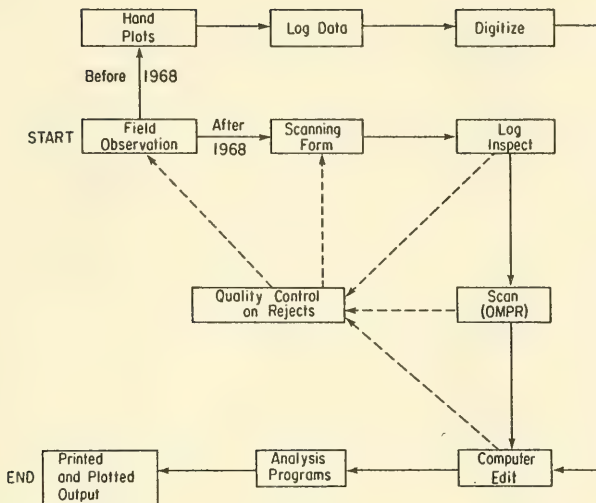 Hand
Plots
Log Data
Digitize
Before 1968
START
Field
Observation
After
1968
Scanning
Form
Log
Inspect
Quality Control
on Rejects
Scan
(OMPR)
END
Printed
and Plotted
Output
Analysis
Programs
Computer
Edit